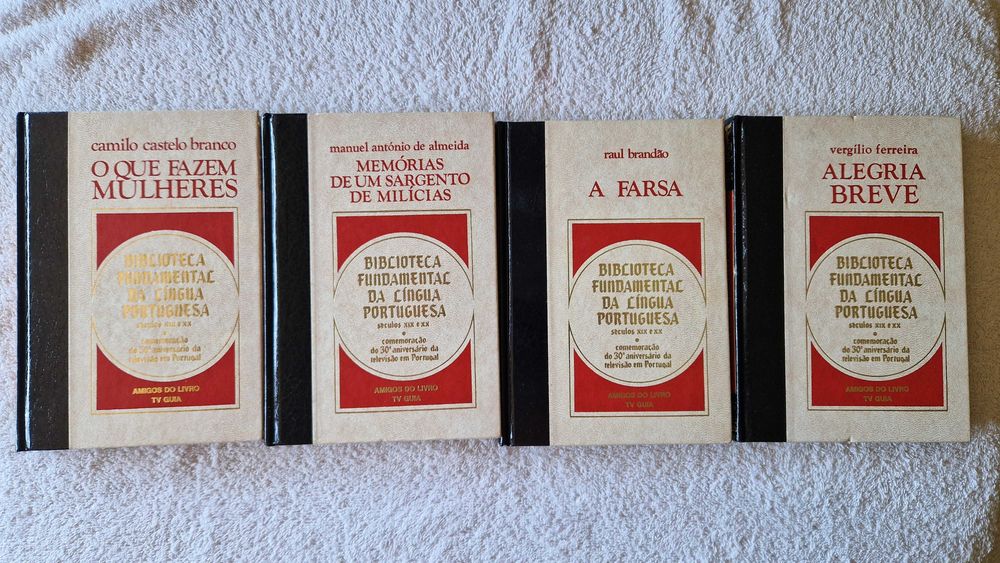 camilo castelo branco
O QUE FAZEM
MULHERES
BIBLIOTECA
FUNDAMENTAL
DA LÍNGUA
PORTUGUESA
séculos XIX e XX
comemoração
do 30º aniversário da
televisão em Portugal
AMIGOS DO LIVRO
TV GUIA
manuel antónio de almeida
MEMÓRIAS
DE UM SARGENTO
DE MILÍCIAS
BIBLIOTECA
FUNDAMENTAL
DA LÍNGUA
PORTUGUESA
séculos XIX e XX
comemoração
do 30º aniversário da
televisão em Portugal
AMIGOS DO LIVRO
TV GUIA
raul brandão
A FARSA
BIBLIOTECA
FUNDAMENTAL
DA LÍNGUA
PORTUGUESA
séculos XIX e XX
comemoração
do 30º aniversário da
televisão em Portugal
AMIGOS DO LIVRO
TV GUIA
vergílio ferreira
ALEGRIA
BREVE
BIBLIOTECA
FUNDAMENTAL
DA LÍNGUA
PORTUGUESA
séculos XIX e XX
comemoração
do 30º aniversário da
televisão em Portugal
AMIGOS DO LIVRO
TV GUIA